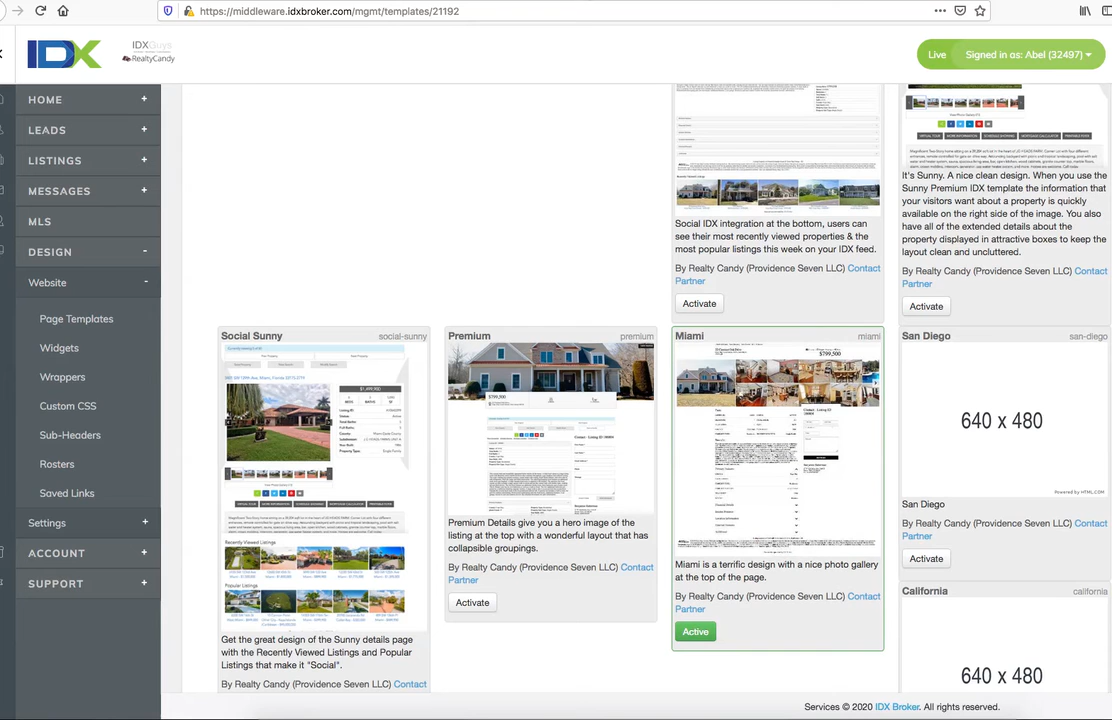 https://middleware.idxbroker.com/mgmt/templates/21192
IDX
IDXGuys
RealtyCandy
Live
Signed in as: Abel (32497)
HOME +
LEADS +
LISTINGS +
MESSAGES +
MLS
DESIGN -
Website -
Page Templates
Widgets
Wrappers
Custom CSS
Sub-Headers
Rosters
Saved Links
Settings +
ACCOUNT +
SUPPORT +
Social IDX integration at the bottom, users can
see their most recently viewed properties & the
most popular listings this week on your IDX feed.
By Realty Candy (Providence Seven LLC) Contact
Partner
Activate
It's Sunny. A nice clean design. When you use the
Sunny Premium IDX template the information that
your visitors want about a property is quickly
available on the right side of the image. You also
have all of the extended details about the
property displayed in attractive boxes to keep the
layout clean and uncluttered.
By Realty Candy (Providence Seven LLC) Contact
Partner
Activate
Social Sunny social-sunny
Recently Viewed Listings
Popular Listings
Get the great design of the Sunny details page
with the Recently Viewed Listings and Popular
Listings that make it "Social".
By Realty Candy (Providence Seven LLC) Contact
Premium premium
$799,500
Premium Details give you a hero image of the
listing at the top with a wonderful layout that has
collapsible groupings.
By Realty Candy (Providence Seven LLC) Contact
Partner
Activate
Miami miami
$799,500
Miami is a terrific design with a nice photo gallery
at the top of the page.
By Realty Candy (Providence Seven LLC) Contact
Partner
Active
San Diego san-diego
640 x 480
Powered by HTML.COM
San Diego
By Realty Candy (Providence Seven LLC) Contact
Partner
Activate
California california
640 x 480
Services © 2020 IDX Broker. All rights reserved.